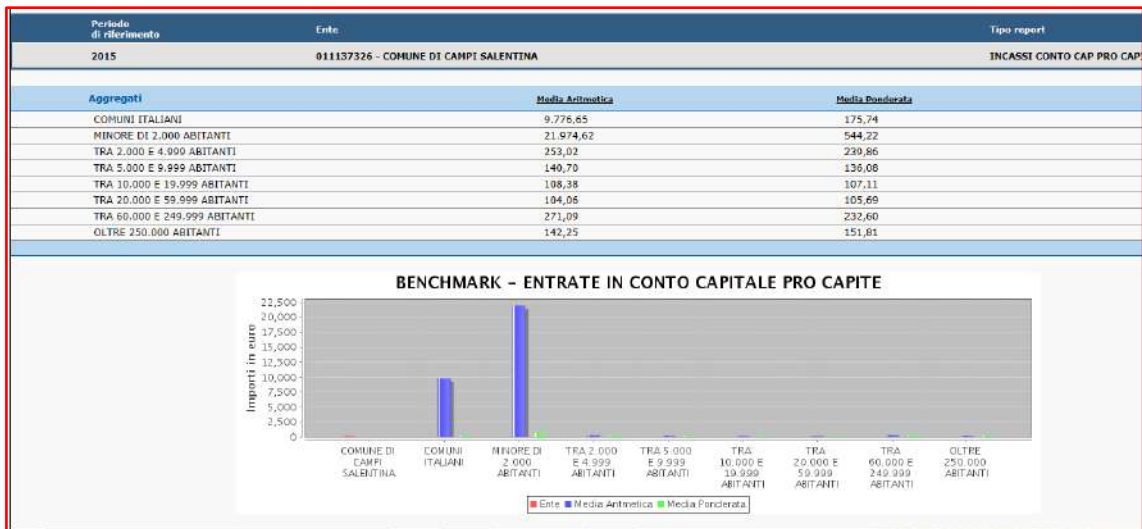 Periodo di riferimento Ente Tipo report
2015 011137326 - COMUNE DI CAMPI SALENTINA INCASSI CONTO CAP PRO CAPI
Aggregati Media Aritmetica Media Ponderata
COMUNI ITALIANI 9.776,65 175,74
MINORE DI 2.000 ABITANTI 21.974,62 544,22
TRA 2.000 E 4.999 ABITANTI 253,02 239,86
TRA 5.000 E 9.999 ABITANTI 140,70 136,08
TRA 10.000 E 19.999 ABITANTI 108,38 107,11
TRA 20.000 E 59.999 ABITANTI 104,06 105,69
TRA 60.000 E 249.999 ABITANTI 271,09 232,60
OLTRE 250.000 ABITANTI 142,25 151,81
BENCHMARK - ENTRATE IN CONTO CAPITALE PRO CAPITE
Importi in euro
22,500
20,000
17,500
15,000
12,500
10,000
7,500
5,000
2,500
0
COMUNE DI CAMPI SALENTINA
COMUNI ITALIANI
MINORE DI 2.000 ABITANTI
TRA 2.000 E 4.999 ABITANTI
TRA 5.000 E 9.999 ABITANTI
TRA 10.000 E 19.999 ABITANTI
TRA 20.000 E 59.999 ABITANTI
TRA 60.000 E 249.999 ABITANTI
OLTRE 250.000 ABITANTI
Ente Media Aritmetica Media Ponderata